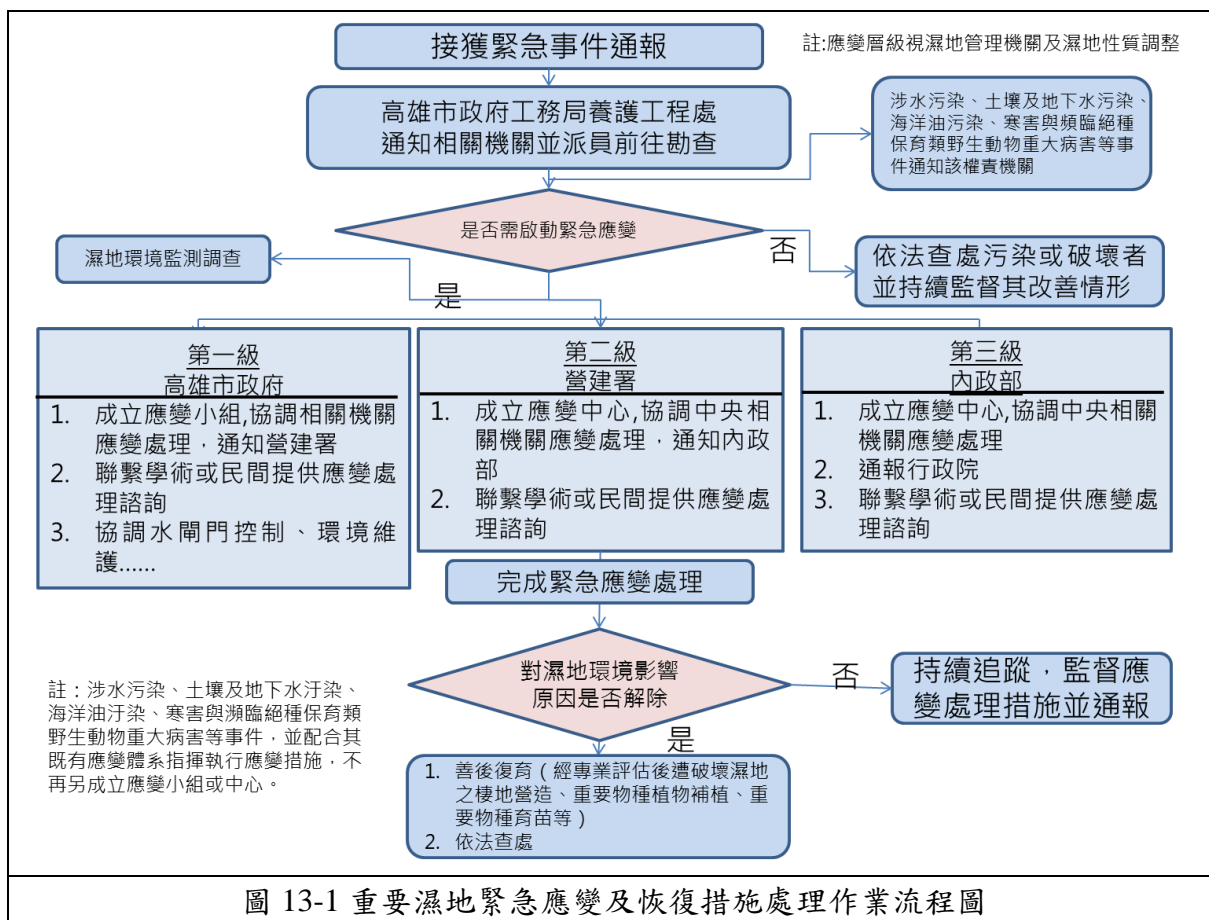 接獲緊急事件通報
註:應變層級視濕地管理機關及濕地性質調整
高雄市政府工務局養護工程處
通知相關機關並派員前往勘查
涉水污染、土壤及地下水污染、
海洋油污染、寒害與頻臨絕種
保育類野生動物重大病害等事
件通知該權責機關
是否需啟動緊急應變
濕地環境監測調查
否
依法查處污染或破壞者
並持續監督其改善情形
是
第一級
高雄市政府
1. 成立應變小組,協調相關機關
應變處理，通知營建署
2. 聯繫學術或民間提供應變處
理諮詢
3. 協調水閘門控制、環境維
護......
第二級
營建署
1. 成立應變中心,協調中央相
關機關應變處理，通知內政
部
2. 聯繫學術或民間提供應變處
理諮詢
第三級
內政部
1. 成立應變中心,協調中央相關
機關應變處理
2. 通報行政院
3. 聯繫學術或民間提供應變處
理諮詢
完成緊急應變處理
對濕地環境影響
原因是否解除
否
持續追蹤，監督應
變處理措施並通報
註：涉水污染、土壤及地下水汙染、
海洋油汙染、寒害與瀕臨絕種保育類
野生動物重大病害等事件，並配合其
既有應變體系指揮執行應變措施，不
再另成立應變小組或中心。
是
1. 善後復育（經專業評估後遭破壞濕地
之棲地營造、重要物種植物補植、重
要物種育苗等）
2. 依法查處
圖 13-1 重要濕地緊急應變及恢復措施處理作業流程圖